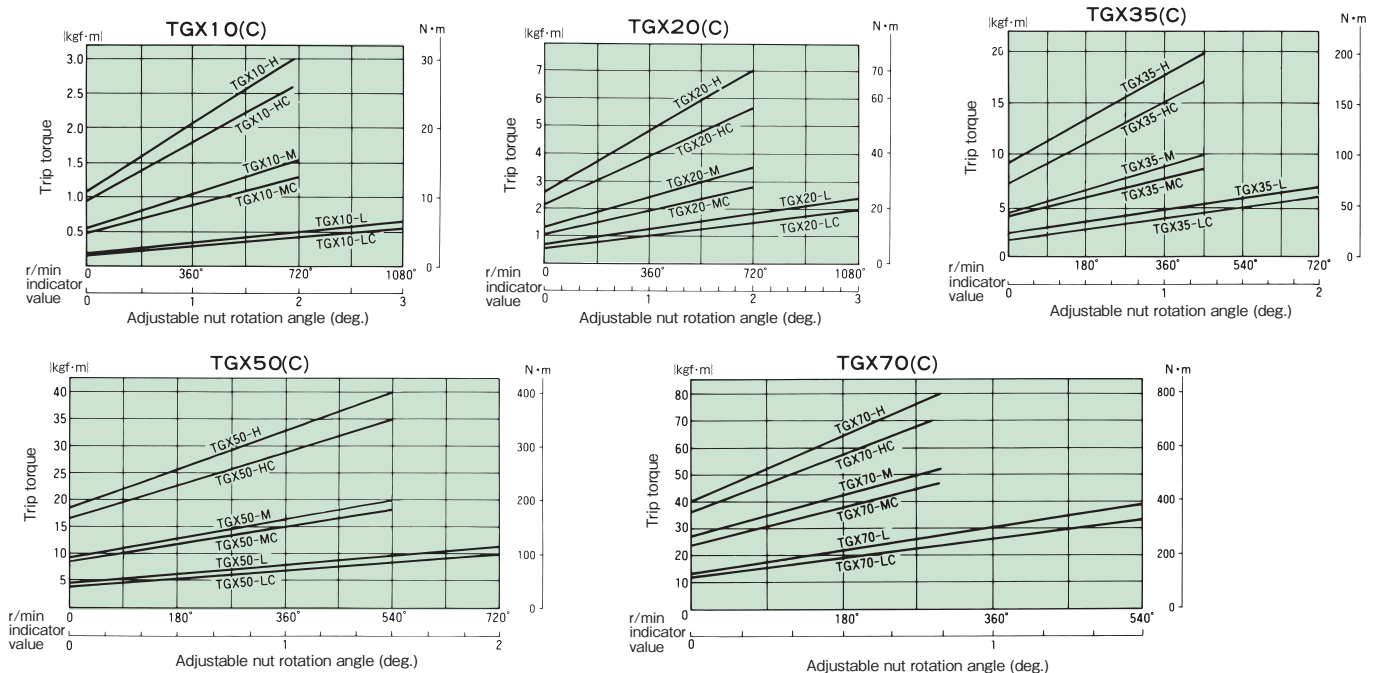 TGX10(C)
[kgf·m]
N·m
3.0
2.5
2.0
1.5
1.0
0.5
30
20
10
0
Trip torque
TGX10-H
TGX10-HC
TGX10-M
TGX10-MC
TGX10-L
TGX10-LC
0 360° 720° 1080°
r/min
indicator
value
0 1 2 3
Adjustable nut rotation angle (deg.)
TGX20(C)
[kgf·m]
N·m
7
6
5
4
3
2
1
70
60
40
20
0
Trip torque
TGX20-H
TGX20-HC
TGX20-M
TGX20-MC
TGX20-L
TGX20-LC
0 360° 720° 1080°
r/min
indicator
value
0 1 2 3
Adjustable nut rotation angle (deg.)
TGX35(C)
[kgf·m]
N·m
20
15
10
5
0
200
150
100
50
0
Trip torque
TGX35-H
TGX35-HC
TGX35-M
TGX35-MC
TGX35-L
TGX35-LC
180° 360° 540° 720°
r/min
indicator
value
0 1 2
Adjustable nut rotation angle (deg.)
TGX50(C)
[kgf·m]
N·m
40
35
30
25
20
15
10
5
400
300
200
100
0
Trip torque
TGX50-H
TGX50-HC
TGX50-M
TGX50-MC
TGX50-L
TGX50-LC
0 180° 360° 540° 720°
r/min
indicator
value
0 1 2
Adjustable nut rotation angle (deg.)
TGX70(C)
[kgf·m]
N·m
80
70
60
50
40
30
20
10
0
800
600
400
200
0
Trip torque
TGX70-H
TGX70-HC
TGX70-M
TGX70-MC
TGX70-L
TGX70-LC
180° 360° 540°
r/min
indicator
value
0 1
Adjustable nut rotation angle (deg.)